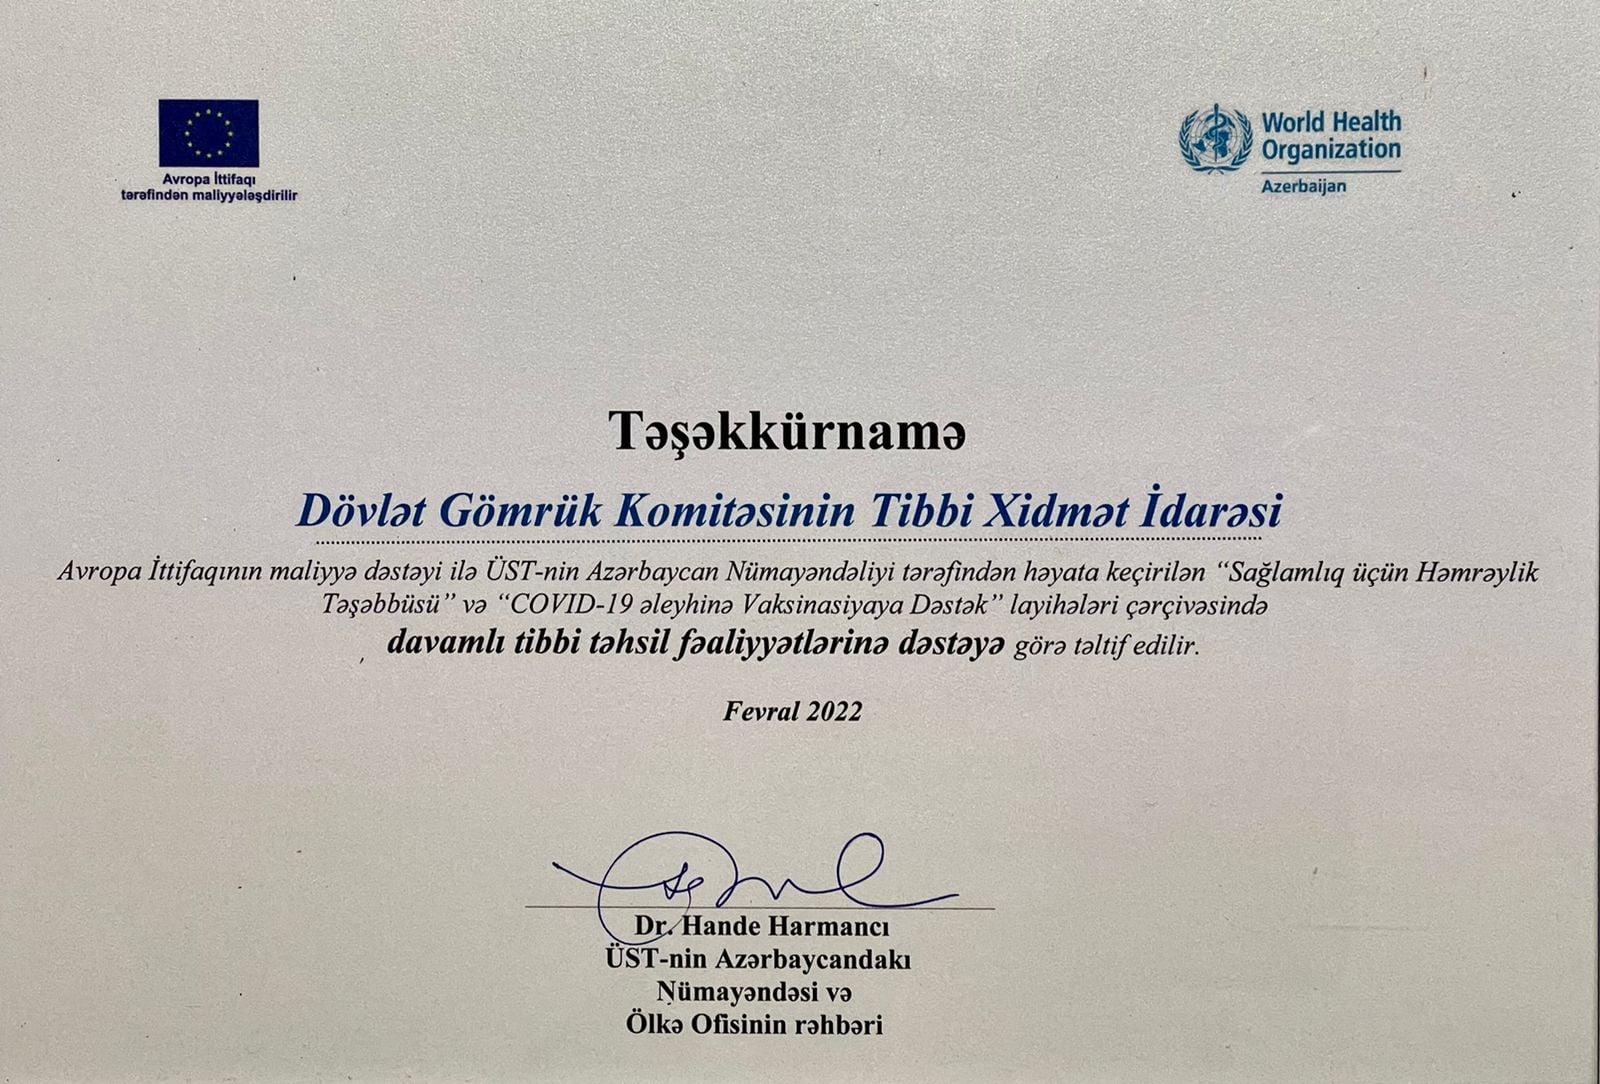 Avropa İttifaqı
tərəfindən maliyyələşdirilir
World Health
Organization
Azerbaijan
Təşəkkürnamə
Dövlət Gömrük Komitəsinin Tibbi Xidmət İdarəsi
Avropa İttifaqının maliyyə dəstəyi ilə ÜST-nin Azərbaycan Nümayəndəliyi tərəfindən həyata keçirilən “Sağlamlıq üçün Həmrəylik
Təşəbbüsü” və “COVID-19 əleyhinə Vaksinasiyaya Dəstək” layihələri çərçivəsində
davamlı tibbi təhsil fəaliyyətlərinə dəstəyə görə təltif edilir.
Fevral 2022
Dr. Hande Harmancı
ÜST-nin Azərbaycandakı
Nümayəndəsi və
Ölkə Ofisinin rəhbəri